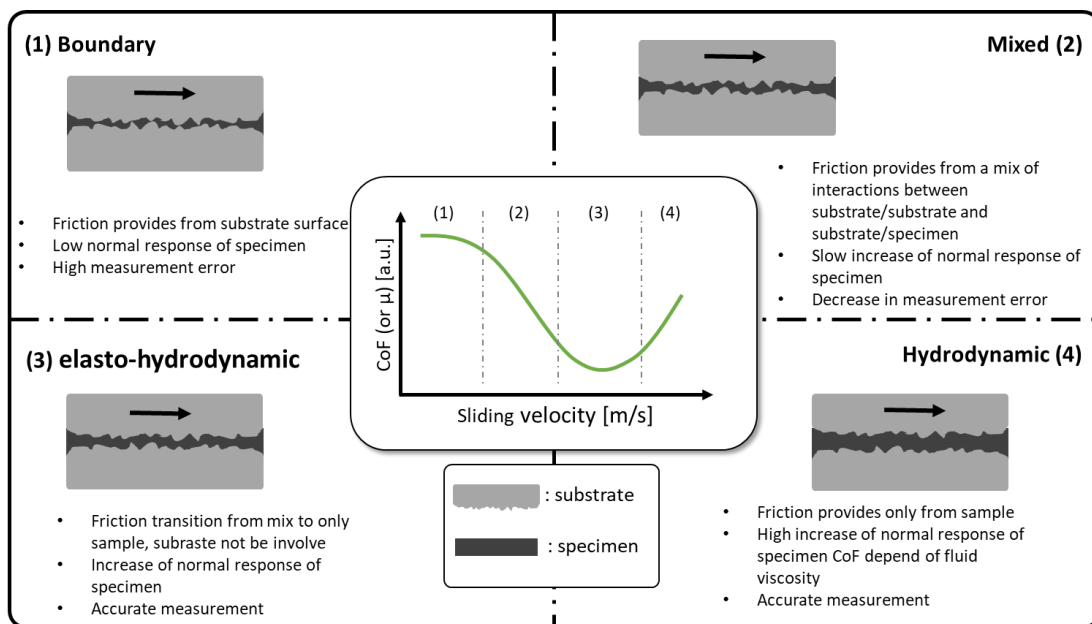 (1) Boundary
• Friction provides from substrate surface
• Low normal response of specimen
• High measurement error
Mixed (2)
• Friction provides from a mix of
interactions between
substrate/substrate and
substrate/specimen
• Slow increase of normal response of
specimen
• Decrease in measurement error
(1) (2) (3) (4)
CoF (or µ) [a.u.]
Sliding velocity [m/s]
(3) elasto-hydrodynamic
• Friction transition from mix to only
sample, subraste not be involve
• Increase of normal response of
specimen
• Accurate measurement
: substrate
: specimen
Hydrodynamic (4)
• Friction provides only from sample
• High increase of normal response of
specimen CoF depend of fluid
viscosity
• Accurate measurement